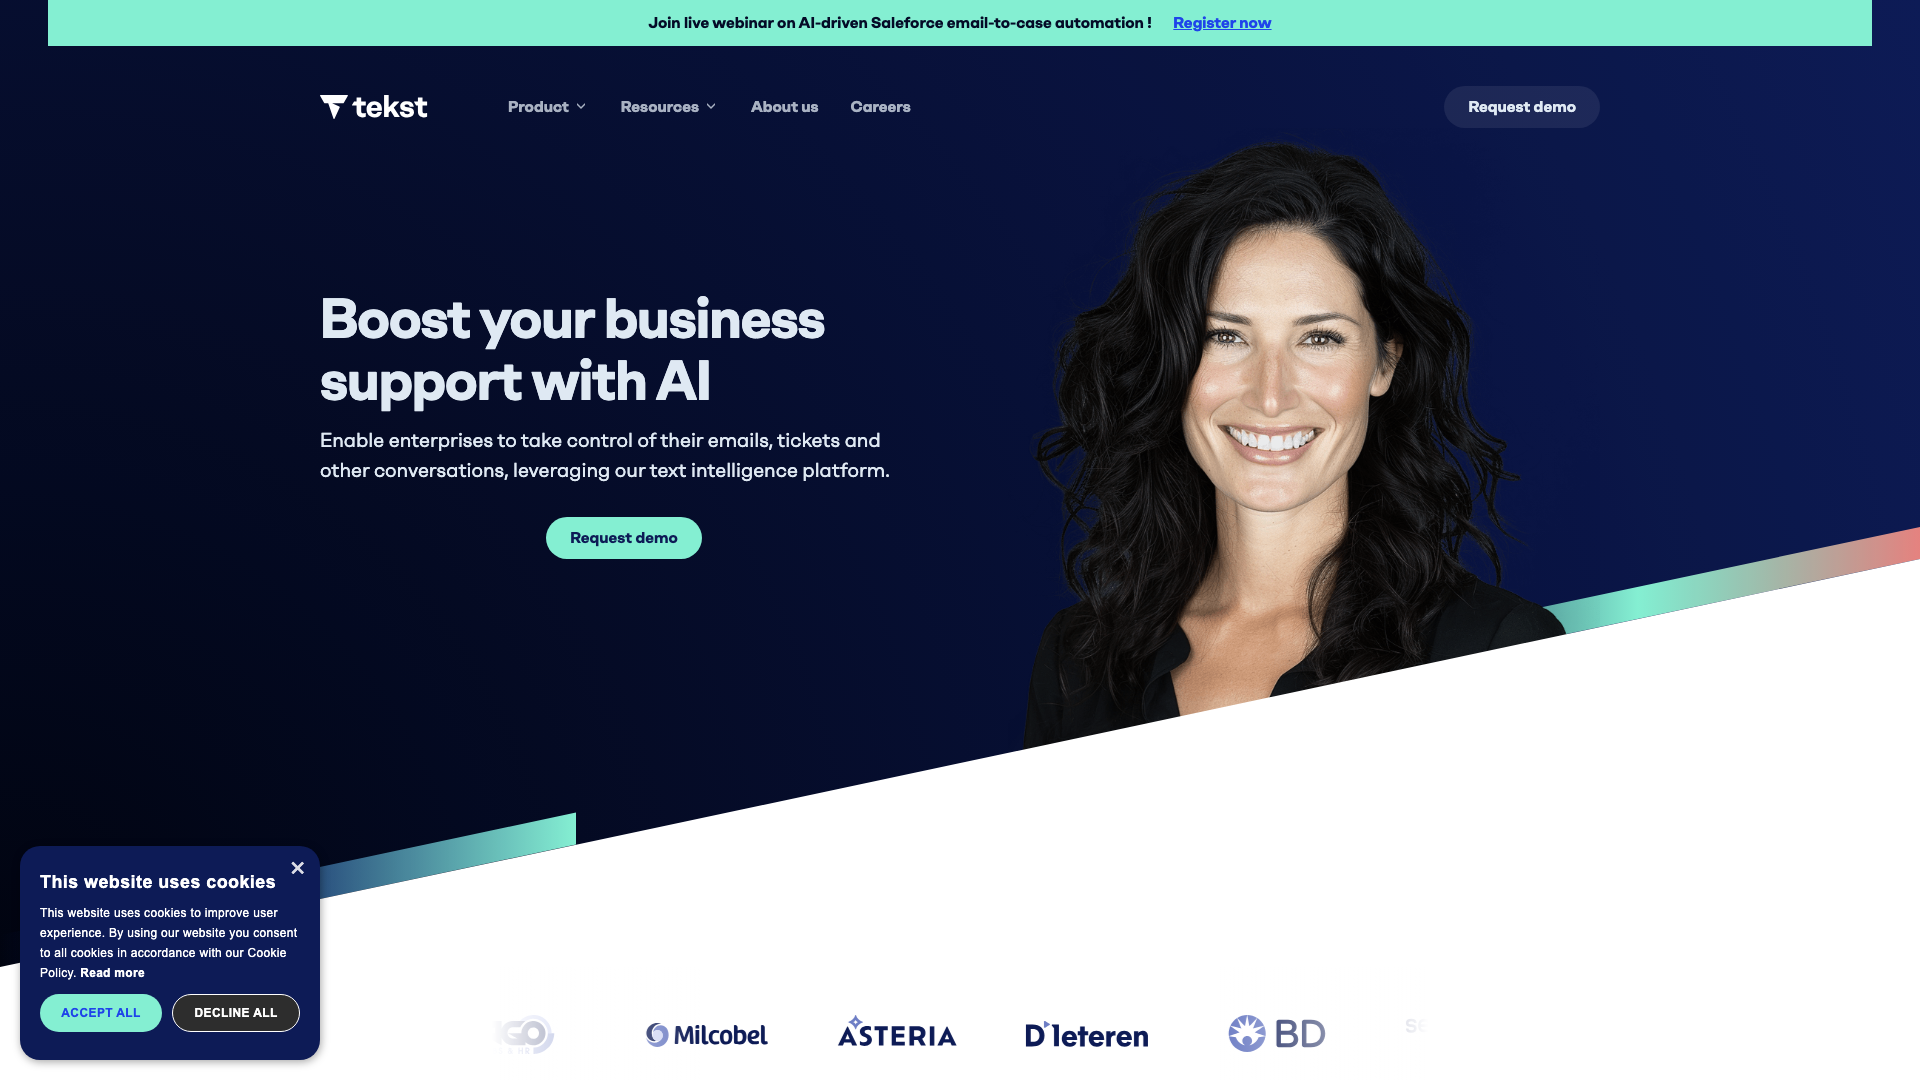 Join live webinar on AI-driven Saleforce email-to-case automation ! Register now
tekst Product Resources About us Careers Request demo
Boost your business
support with AI
Enable enterprises to take control of their emails, tickets and
other conversations, leveraging our text intelligence platform.
Request demo
This website uses cookies
This website uses cookies to improve user
experience. By using our website you consent
to all cookies in accordance with our Cookie
Policy. Read more
ACCEPT ALL DECLINE ALL
Milcobel ASTERIA D'Ieteren BD